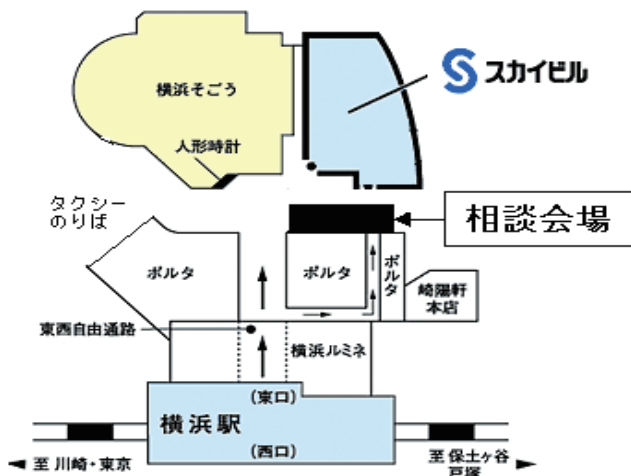 スカイビル
横浜そごう
人形時計
タクシー
のりば
相談会場
ポルタ
ポルタ
ポルタ
崎陽軒
本店
東西自由通路
横浜ルミネ
(東口)
横浜駅
(西口)
至 川崎・東京
至 保土ヶ谷
戸塚